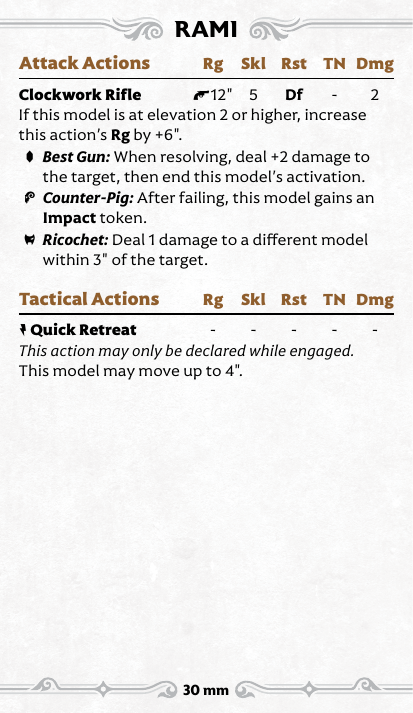 RAMI
Attack Actions Rg Skl Rst TN Dmg
Clockwork Rifle 12" 5 Df - 2
If this model is at elevation 2 or higher, increase
this action's Rg by +6".
Best Gun: When resolving, deal +2 damage to
the target, then end this model's activation.
Counter-Pig: After failing, this model gains an
Impact token.
Ricochet: Deal 1 damage to a different model
within 3" of the target.
Tactical Actions Rg Skl Rst TN Dmg
Quick Retreat - - - - -
This action may only be declared while engaged.
This model may move up to 4".
30 mm